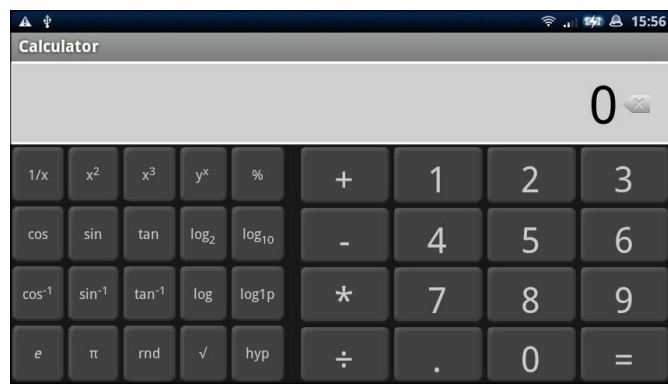 15:56
Calculator
0
1/x x² x³ yˣ % + 1 2 3
cos sin tan log₂ log₁₀ - 4 5 6
cos⁻¹ sin⁻¹ tan⁻¹ log log1p * 7 8 9
e π rnd √ hyp ÷ . 0 =